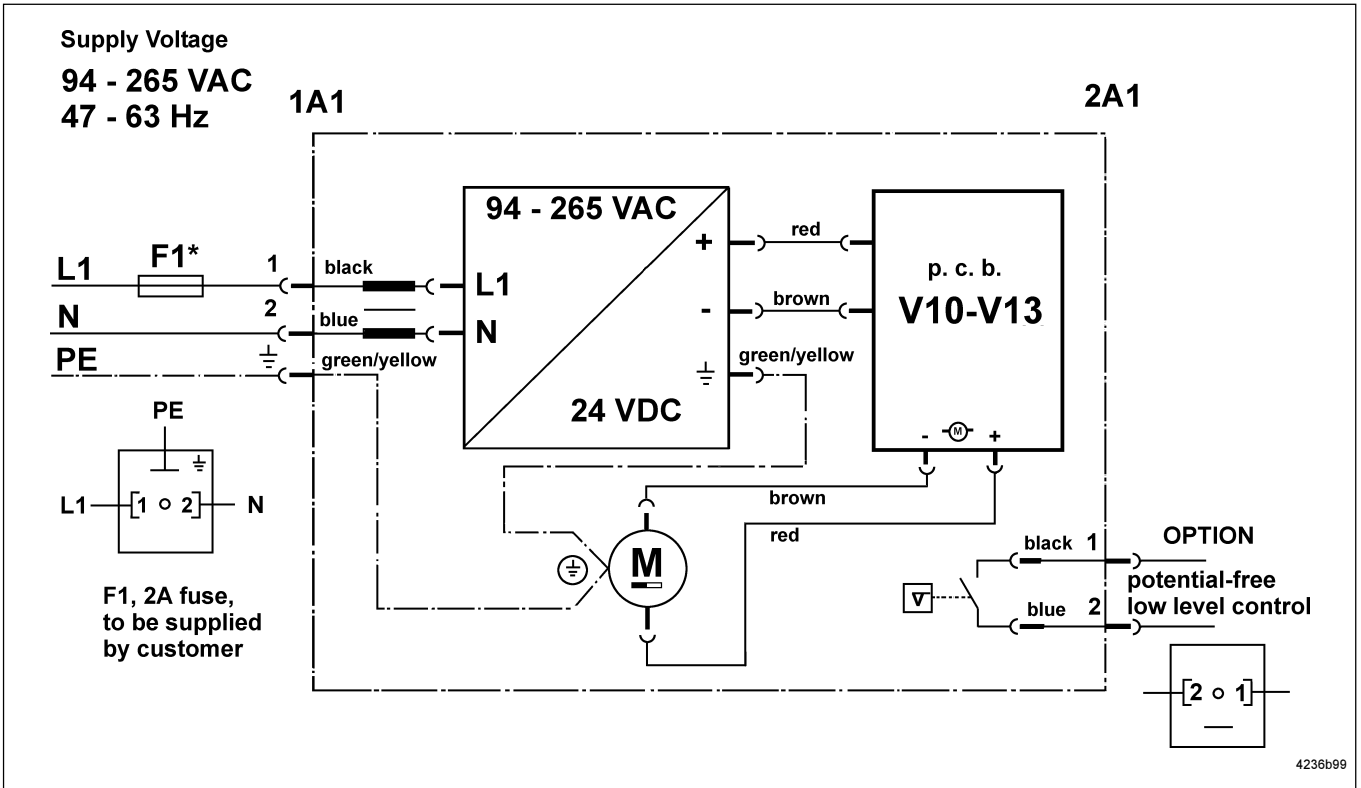 Supply Voltage
94 - 265 VAC
47 - 63 Hz
1A1
2A1
94 - 265 VAC
L1
F1*
1
black
L1
+
red
p. c. b.
V10-V13
N
2
blue
N
-
brown
PE
green/yellow
green/yellow
24 VDC
- M +
PE
L1
1 2
N
brown
red
M
F1, 2A fuse,
to be supplied
by customer
black 1
OPTION
potential-free
low level control
blue 2
2 1
4236b99